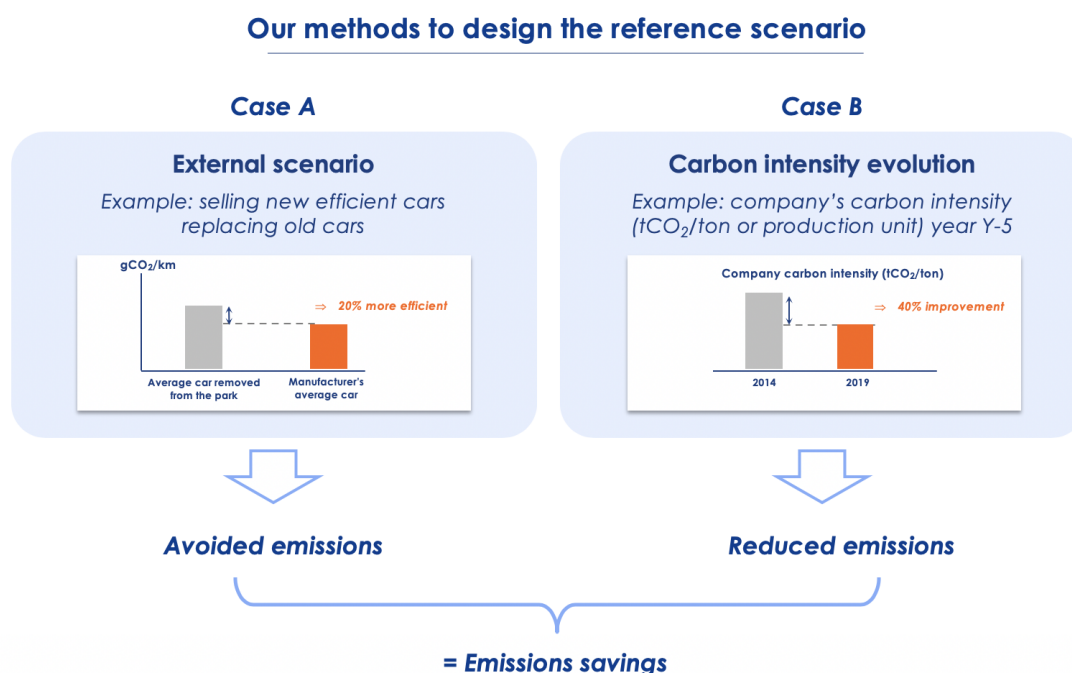 Our methods to design the reference scenario
Case A
External scenario
Example: selling new efficient cars
replacing old cars
gCO₂/km
⇒ 20% more efficient
Average car removed
from the park
Manufacturer's
average car
Avoided emissions
Case B
Carbon intensity evolution
Example: company's carbon intensity
(tCO₂/ton or production unit) year Y-5
Company carbon intensity (tCO₂/ton)
⇒ 40% improvement
2014
2019
Reduced emissions
= Emissions savings